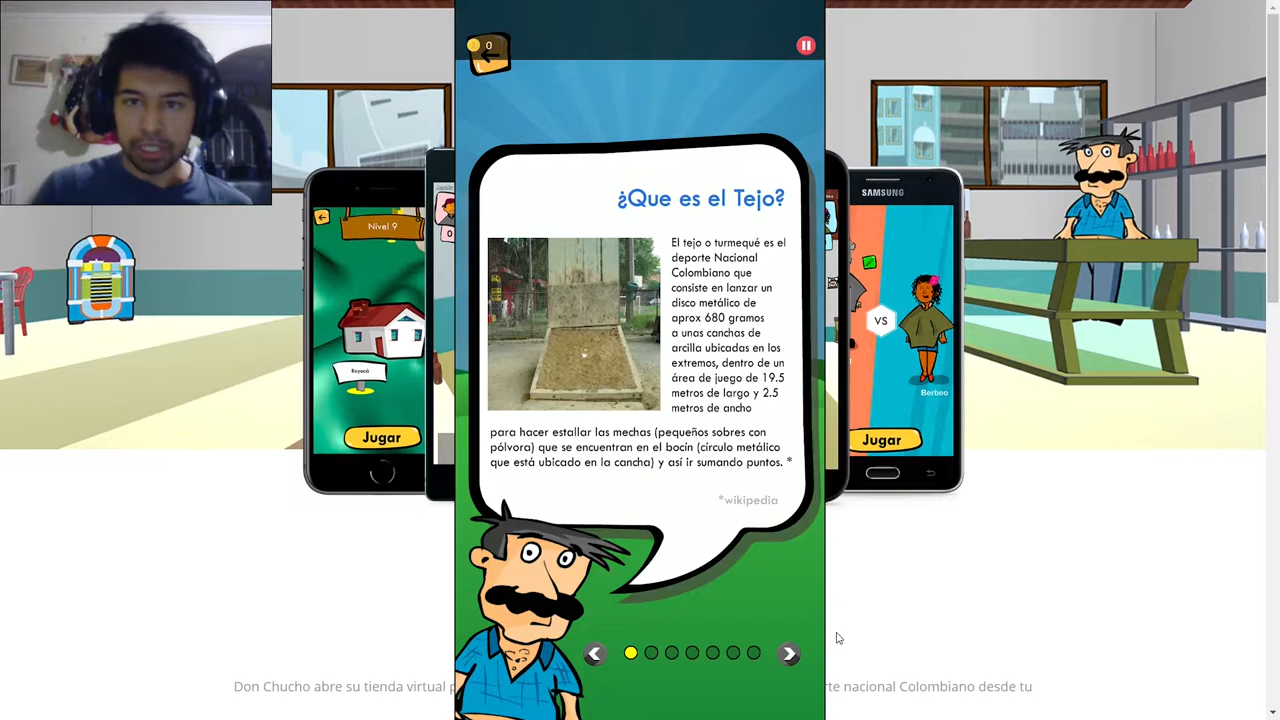 0
¿Que es el Tejo?
El tejo o turmequé es el
deporte Nacional
Colombiano que
consiste en lanzar un
disco metálico de
aprox 680 gramos
a unas canchas de
arcilla ubicadas en los
extremos, dentro de un
área de juego de 19.5
metros de largo y 2.5
metros de ancho
para hacer estallar las mechas (pequeños sobres con
pólvora) que se encuentran en el bocín (círculo metálico
que está ubicado en la cancha) y así ir sumando puntos. *
*wikipedia
Nivel 9
Boyacá
Jugar
0
SAMSUNG
VS
Berbeo
Jugar
Don Chucho abre su tienda virtual p
rte nacional Colombiano desde tu